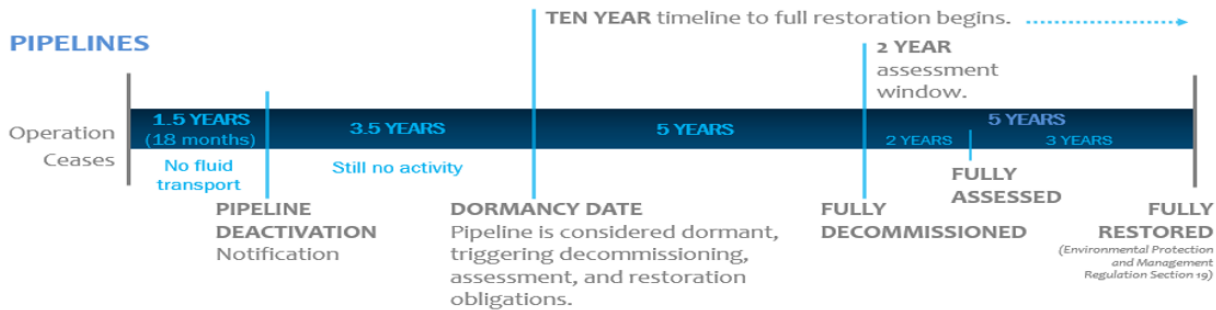 TEN YEAR timeline to full restoration begins.
PIPELINES
2 YEAR
assessment
window.
Operation
Ceases
1.5 YEARS
(18 months)
3.5 YEARS
5 YEARS
5 YEARS
2 YEARS
3 YEARS
No fluid
transport
Still no activity
FULLY
ASSESSED
PIPELINE
DEACTIVATION
Notification
DORMANCY DATE
Pipeline is considered dormant,
triggering decommissioning,
assessment, and restoration
obligations.
FULLY
DECOMMISSIONED
FULLY
RESTORED
(Environmental Protection
and Management
Regulation Section 19)